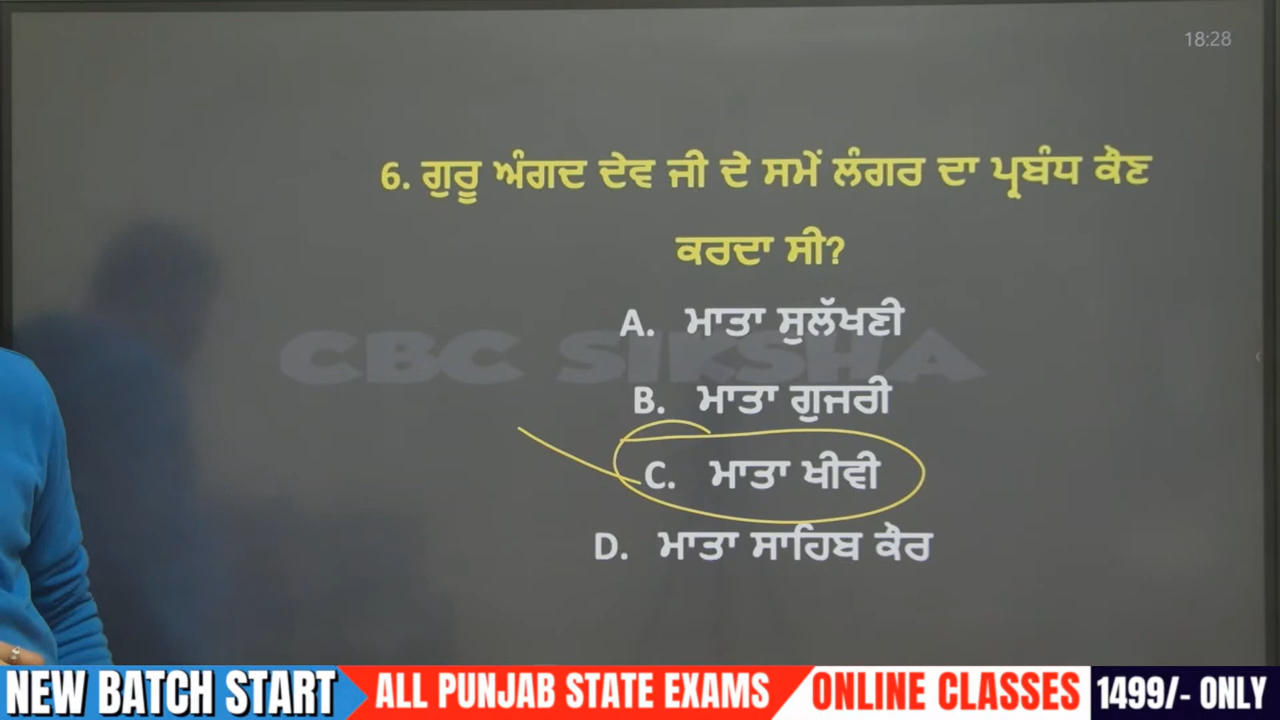 18:28
6. ਗੁਰੂ ਅੰਗਦ ਦੇਵ ਜੀ ਦੇ ਸਮੇਂ ਲੰਗਰ ਦਾ ਪ੍ਰਬੰਧ ਕੌਣ
ਕਰਦਾ ਸੀ?
A. ਮਾਤਾ ਸੁਲੱਖਣੀ
CBC SIKSHA
B. ਮਾਤਾ ਗੁਜਰੀ
C. ਮਾਤਾ ਖੀਵੀ
D. ਮਾਤਾ ਸਾਹਿਬ ਕੌਰ
NEW BATCH START ALL PUNJAB STATE EXAMS ONLINE CLASSES 1499/- ONLY